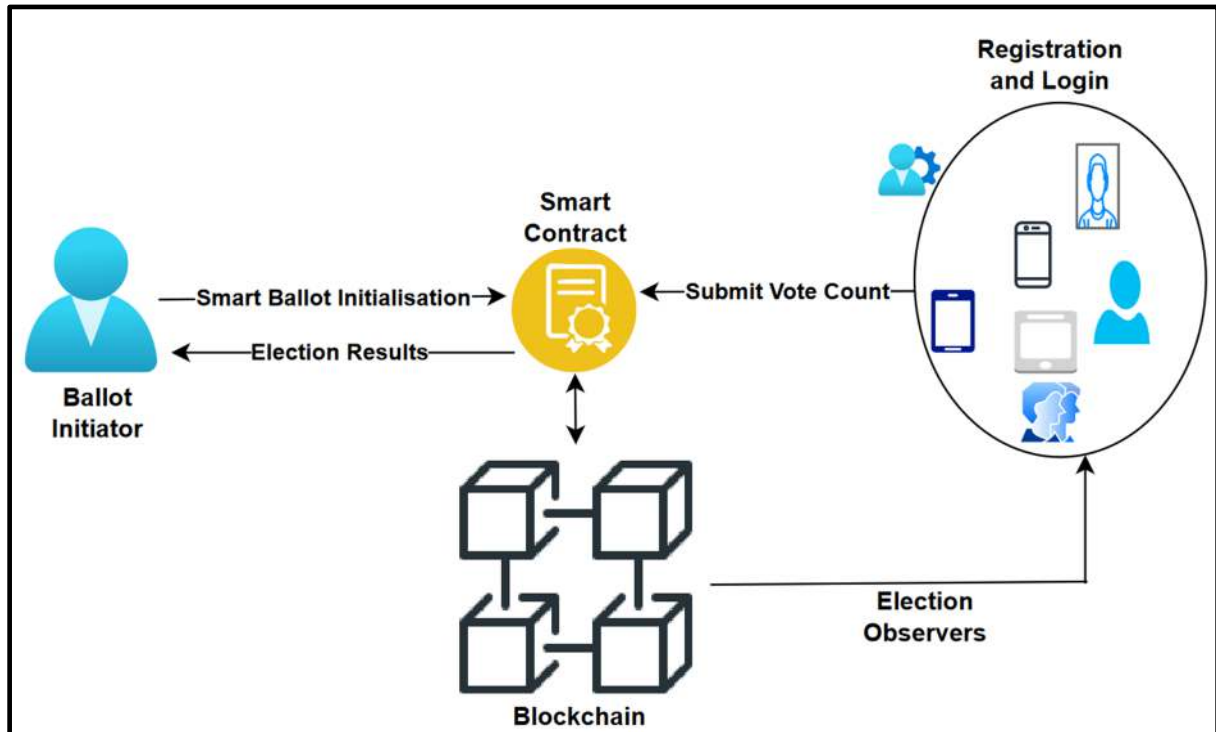 Registration
and Login
Smart
Contract
Smart Ballot Initialisation
Submit Vote Count
Election Results
Ballot
Initiator
Election
Observers
Blockchain